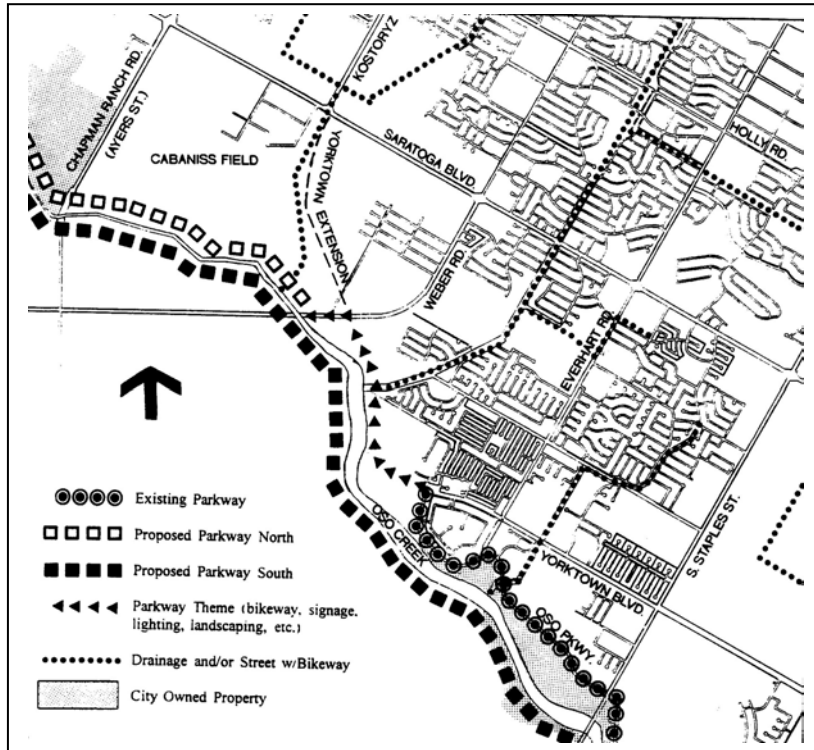 KOSTORYZ
CHAPMAN RANCH RD.
(AYERS ST.)
CABANISS FIELD
YORKTOWN EXTENSION
SARATOGA BLVD.
HOLLY RD.
WEBER RD.
EVERHART RD.
OSO CREEK
S. STAPLES ST.
YORKTOWN BLVD.
OSO PKWY.
Existing Parkway
Proposed Parkway North
Proposed Parkway South
Parkway Theme (bikeway, signage,
lighting, landscaping, etc.)
Drainage and/or Street w/Bikeway
City Owned Property